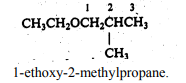 1 2 3
CH₃CH₂OCH₂CHCH₃
CH₃
1-ethoxy-2-methylpropane.